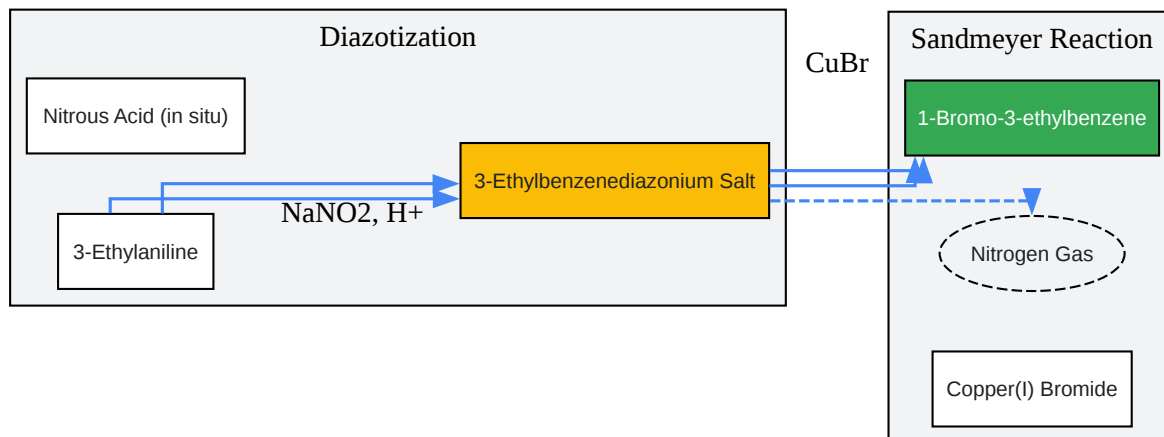 Diazotization
Nitrous Acid (in situ)
3-Ethylaniline
NaNO2, H+
3-Ethylbenzenediazonium Salt
CuBr
Sandmeyer Reaction
1-Bromo-3-ethylbenzene
Nitrogen Gas
Copper(I) Bromide